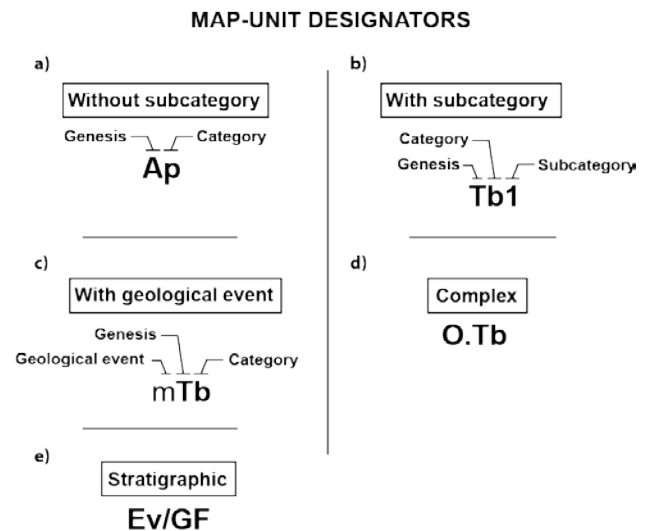 MAP-UNIT DESIGNATORS
a)
Without subcategory
Genesis Category
Ap
b)
With subcategory
Category
Genesis Subcategory
Tb1
c)
With geological event
Genesis
Geological event Category
mTb
d)
Complex
O.Tb
e)
Stratigraphic
Ev/GF